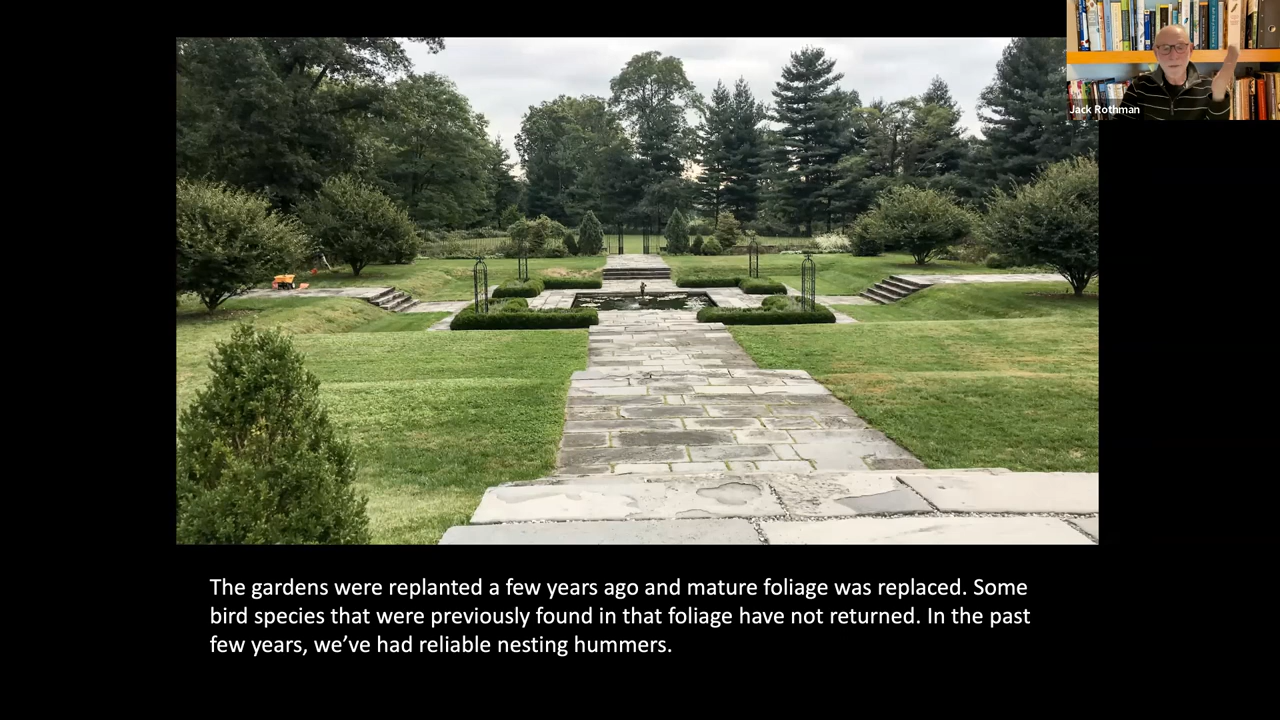 Jack Rothman
The gardens were replanted a few years ago and mature foliage was replaced. Some
bird species that were previously found in that foliage have not returned. In the past
few years, we’ve had reliable nesting hummers.